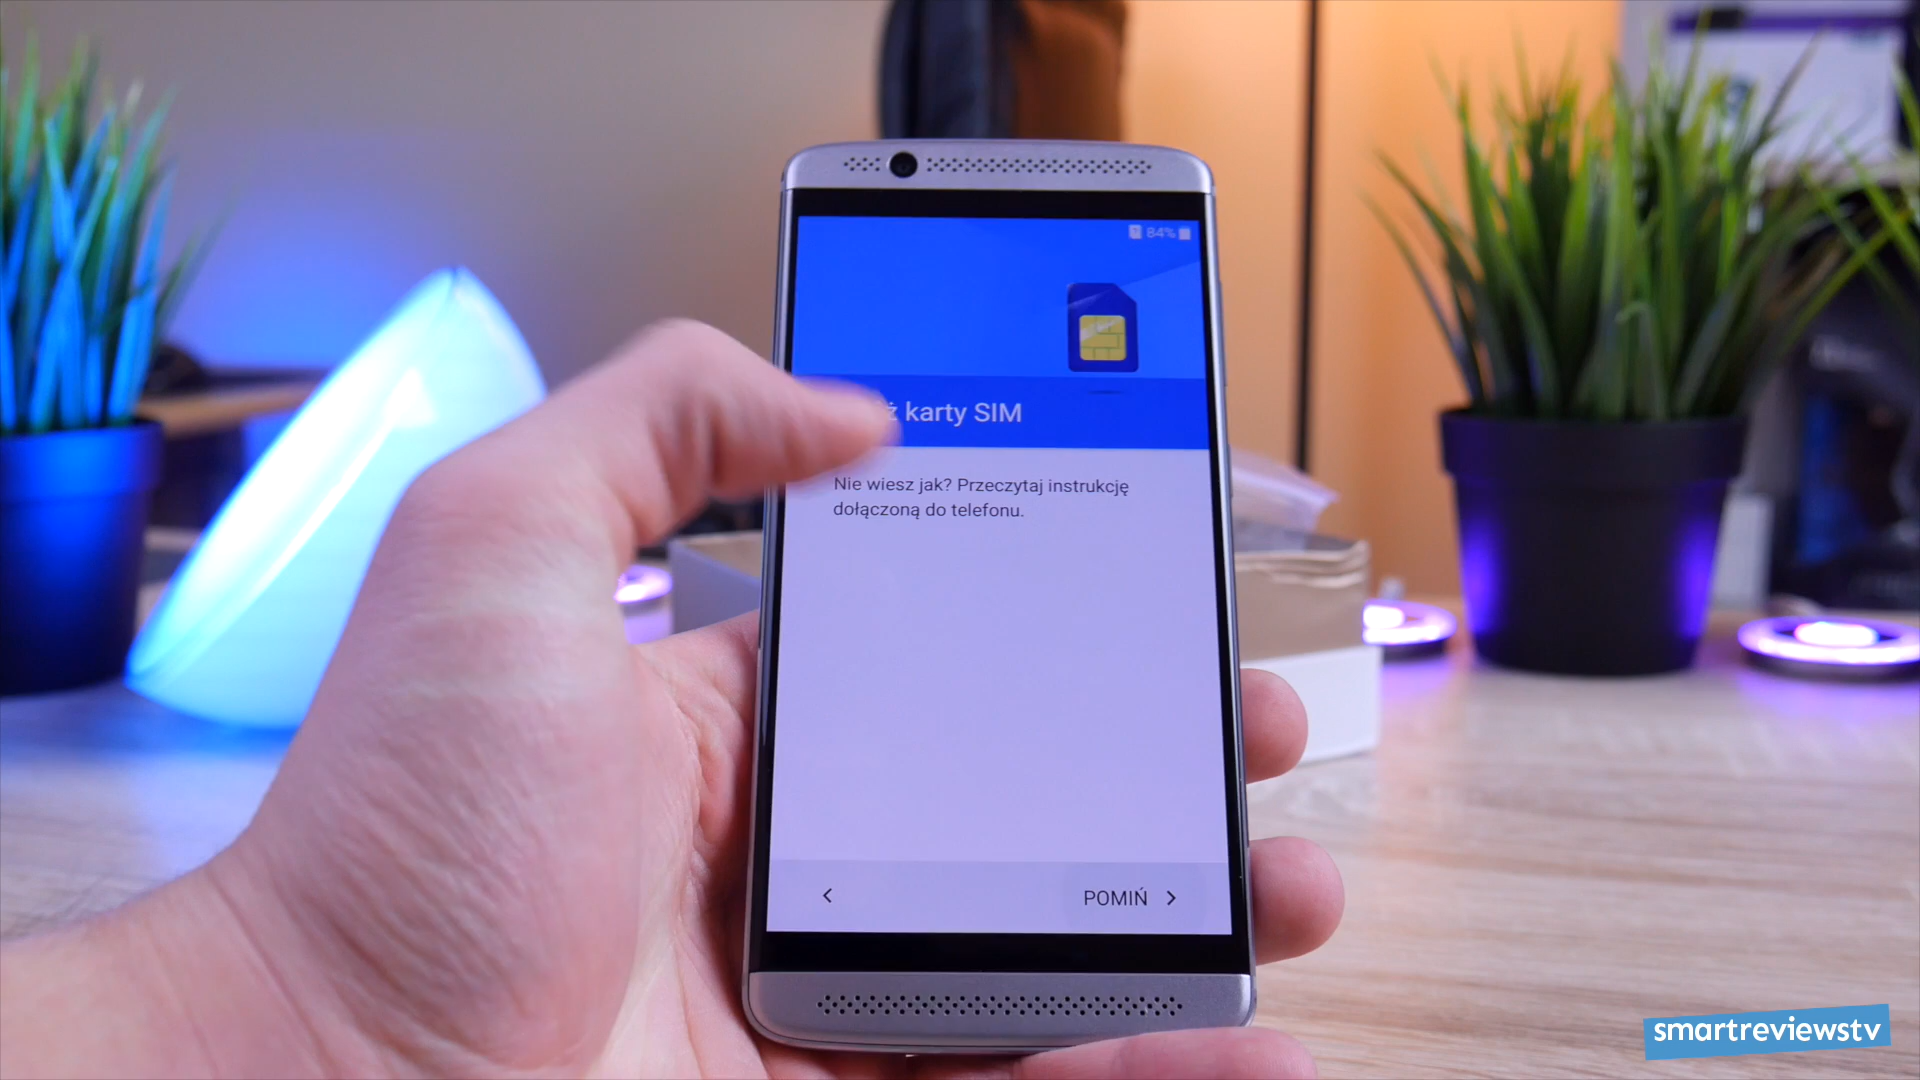 84%
karty SIM
Nie wiesz jak? Przeczytaj instrukcję
dołączoną do telefonu.
POMIŃ
smartreviewstv